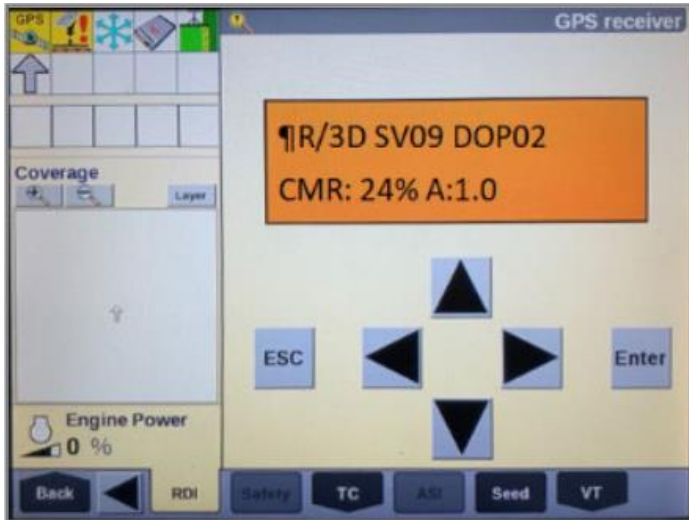 GPS
GPS receiver
¶R/3D SV09 DOP02
CMR: 24% A:1.0
Coverage
Layer
ESC
Enter
Engine Power
0 %
Back
RDI
Safety
TC
ASI
Seed
VT